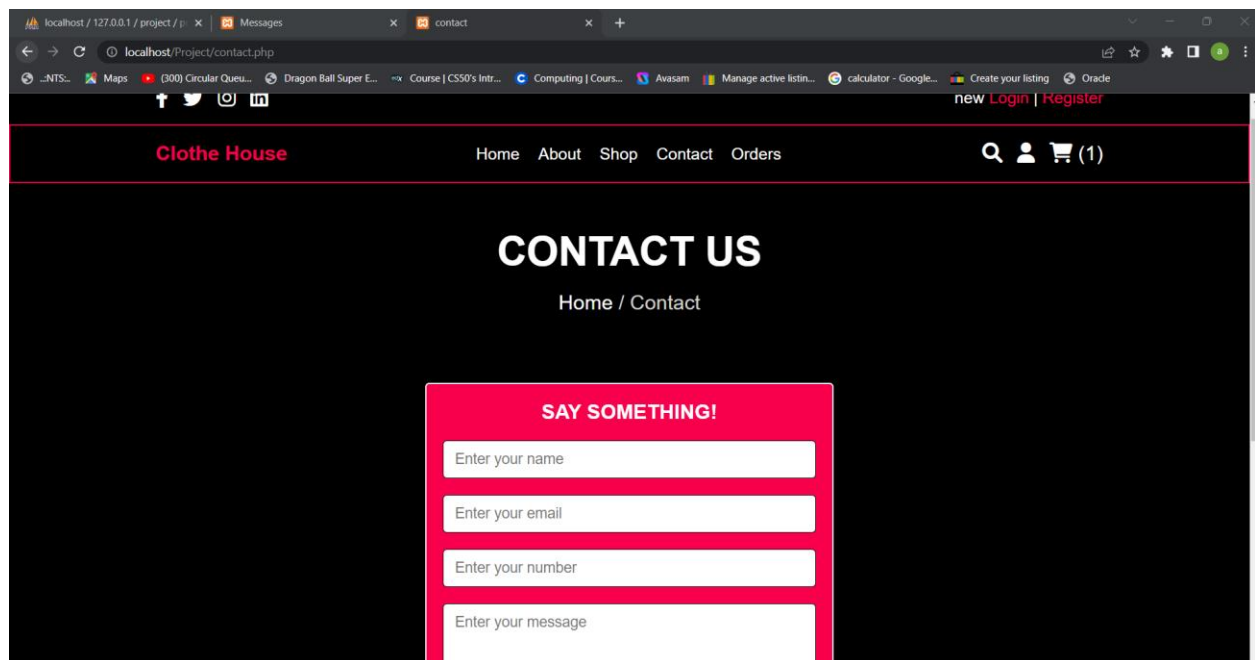 localhost / 127.0.0.1 / project / p
Messages
contact
localhost/Project/contact.php
..:NTS:..
Maps
(300) Circular Queu...
Dragon Ball Super E...
Course | CS50's Intr...
Computing | Cours...
Avasam
Manage active listin...
calculator - Google...
Create your listing
Oracle
new Login | Register
Clothe House
Home About Shop Contact Orders
(1)
CONTACT US
Home / Contact
SAY SOMETHING!
Enter your name
Enter your email
Enter your number
Enter your message